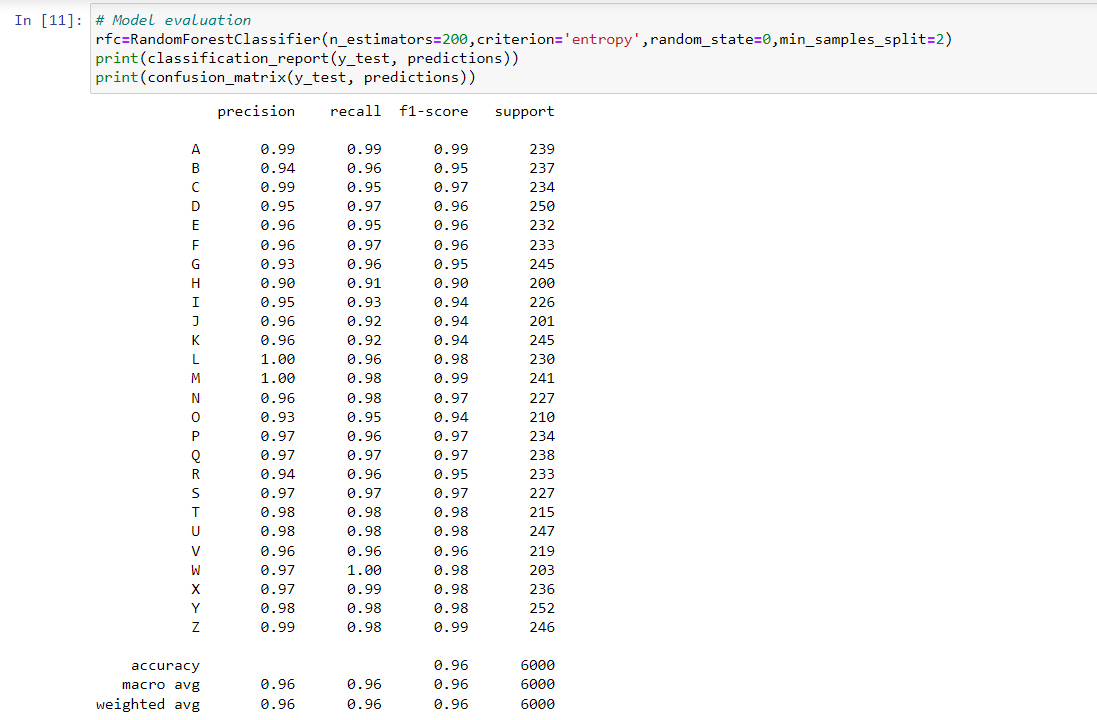 In [11]: # Model evaluation
rfc=RandomForestClassifier(n_estimators=200,criterion='entropy',random_state=0,min_samples_split=2)
print(classification_report(y_test, predictions))
print(confusion_matrix(y_test, predictions))
precision recall f1-score support
A 0.99 0.99 0.99 239
B 0.94 0.96 0.95 237
C 0.99 0.95 0.97 234
D 0.95 0.97 0.96 250
E 0.96 0.95 0.96 232
F 0.96 0.97 0.96 233
G 0.93 0.96 0.95 245
H 0.90 0.91 0.90 200
I 0.95 0.93 0.94 226
J 0.96 0.92 0.94 201
K 0.96 0.92 0.94 245
L 1.00 0.96 0.98 230
M 1.00 0.98 0.99 241
N 0.96 0.98 0.97 227
O 0.93 0.95 0.94 210
P 0.97 0.96 0.97 234
Q 0.97 0.97 0.97 238
R 0.94 0.96 0.95 233
S 0.97 0.97 0.97 227
T 0.98 0.98 0.98 215
U 0.98 0.98 0.98 247
V 0.96 0.96 0.96 219
W 0.97 1.00 0.98 203
X 0.97 0.99 0.98 236
Y 0.98 0.98 0.98 252
Z 0.99 0.98 0.99 246
accuracy 0.96 6000
macro avg 0.96 0.96 0.96 6000
weighted avg 0.96 0.96 0.96 6000